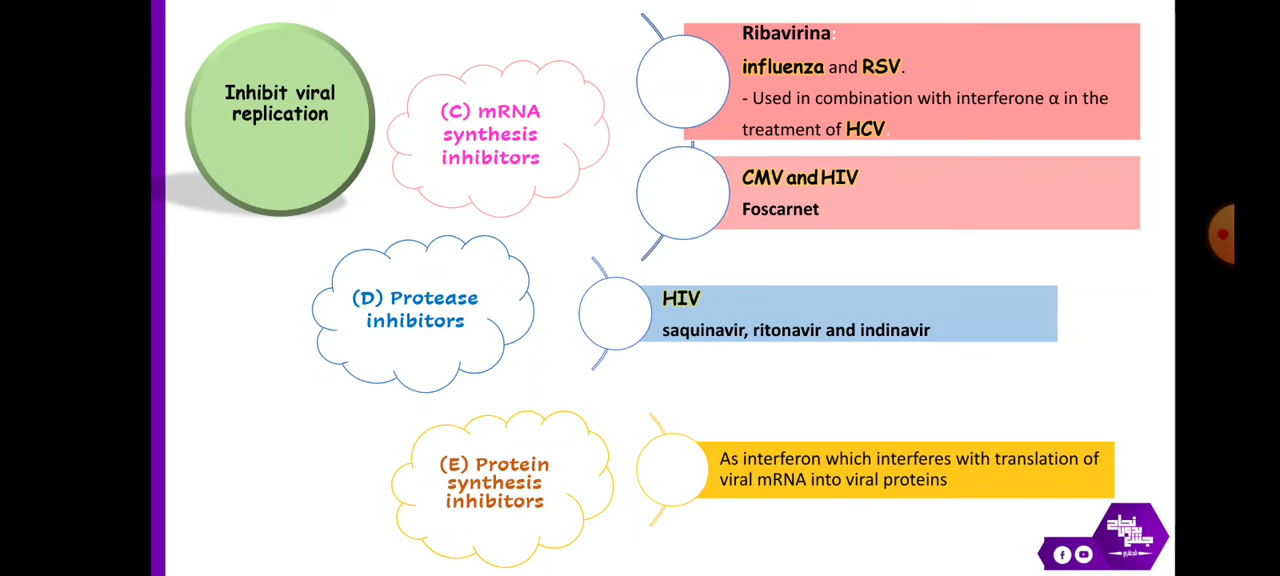 Inhibit viral
replication
(C) mRNA
synthesis
inhibitors
Ribavirina:
influenza and RSV.
- Used in combination with interferone α in the
treatment of HCV.
CMV and HIV
Foscarnet
(D) Protease
inhibitors
HIV
saquinavir, ritonavir and indinavir
(E) Protein
synthesis
inhibitors
As interferon which interferes with translation of
viral mRNA into viral proteins